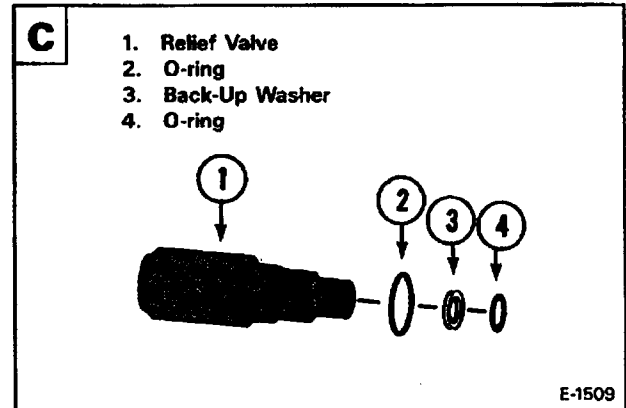 C
1. Relief Valve
2. O-ring
3. Back-Up Washer
4. O-ring
1
2
3
4
E-1509